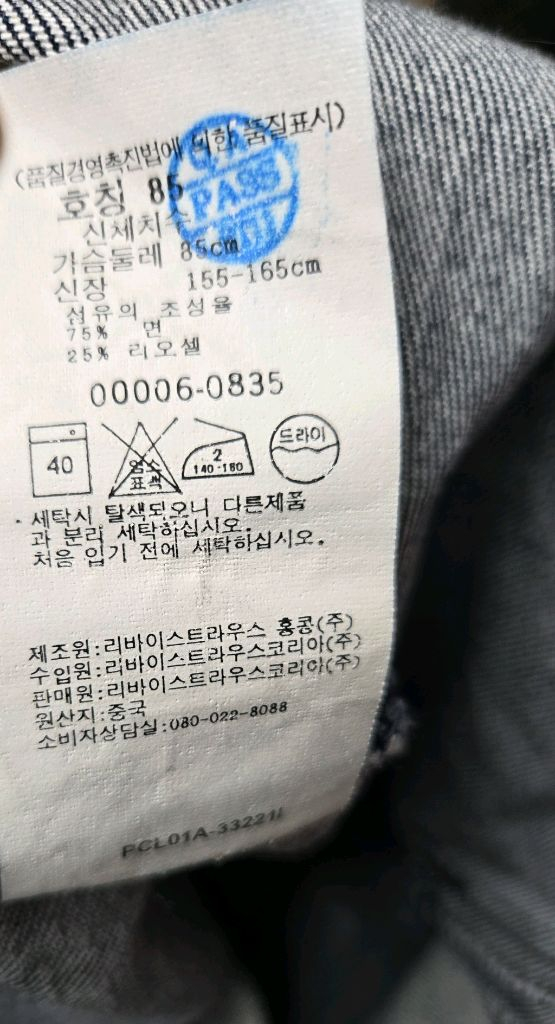 (품질경영촉진법에 의한 품질표시)
PASS
호칭 85
신체치수
가슴둘레 85cm
신장 155-165cm
섬유의 조성율
75% 면
25% 리오셀
00006-0835
40
염소
표색
2
140-160
드라이
· 세탁시 탈색되오니 다른제품
과 분리 세탁하십시오.
처음 입기 전에 세탁하십시오.
제조원:리바이스트라우스 홍콩(주)
수입원:리바이스트라우스코리아(주)
판매원:리바이스트라우스코리아(주)
원산지:중국
소비자상담실:080-022-8088